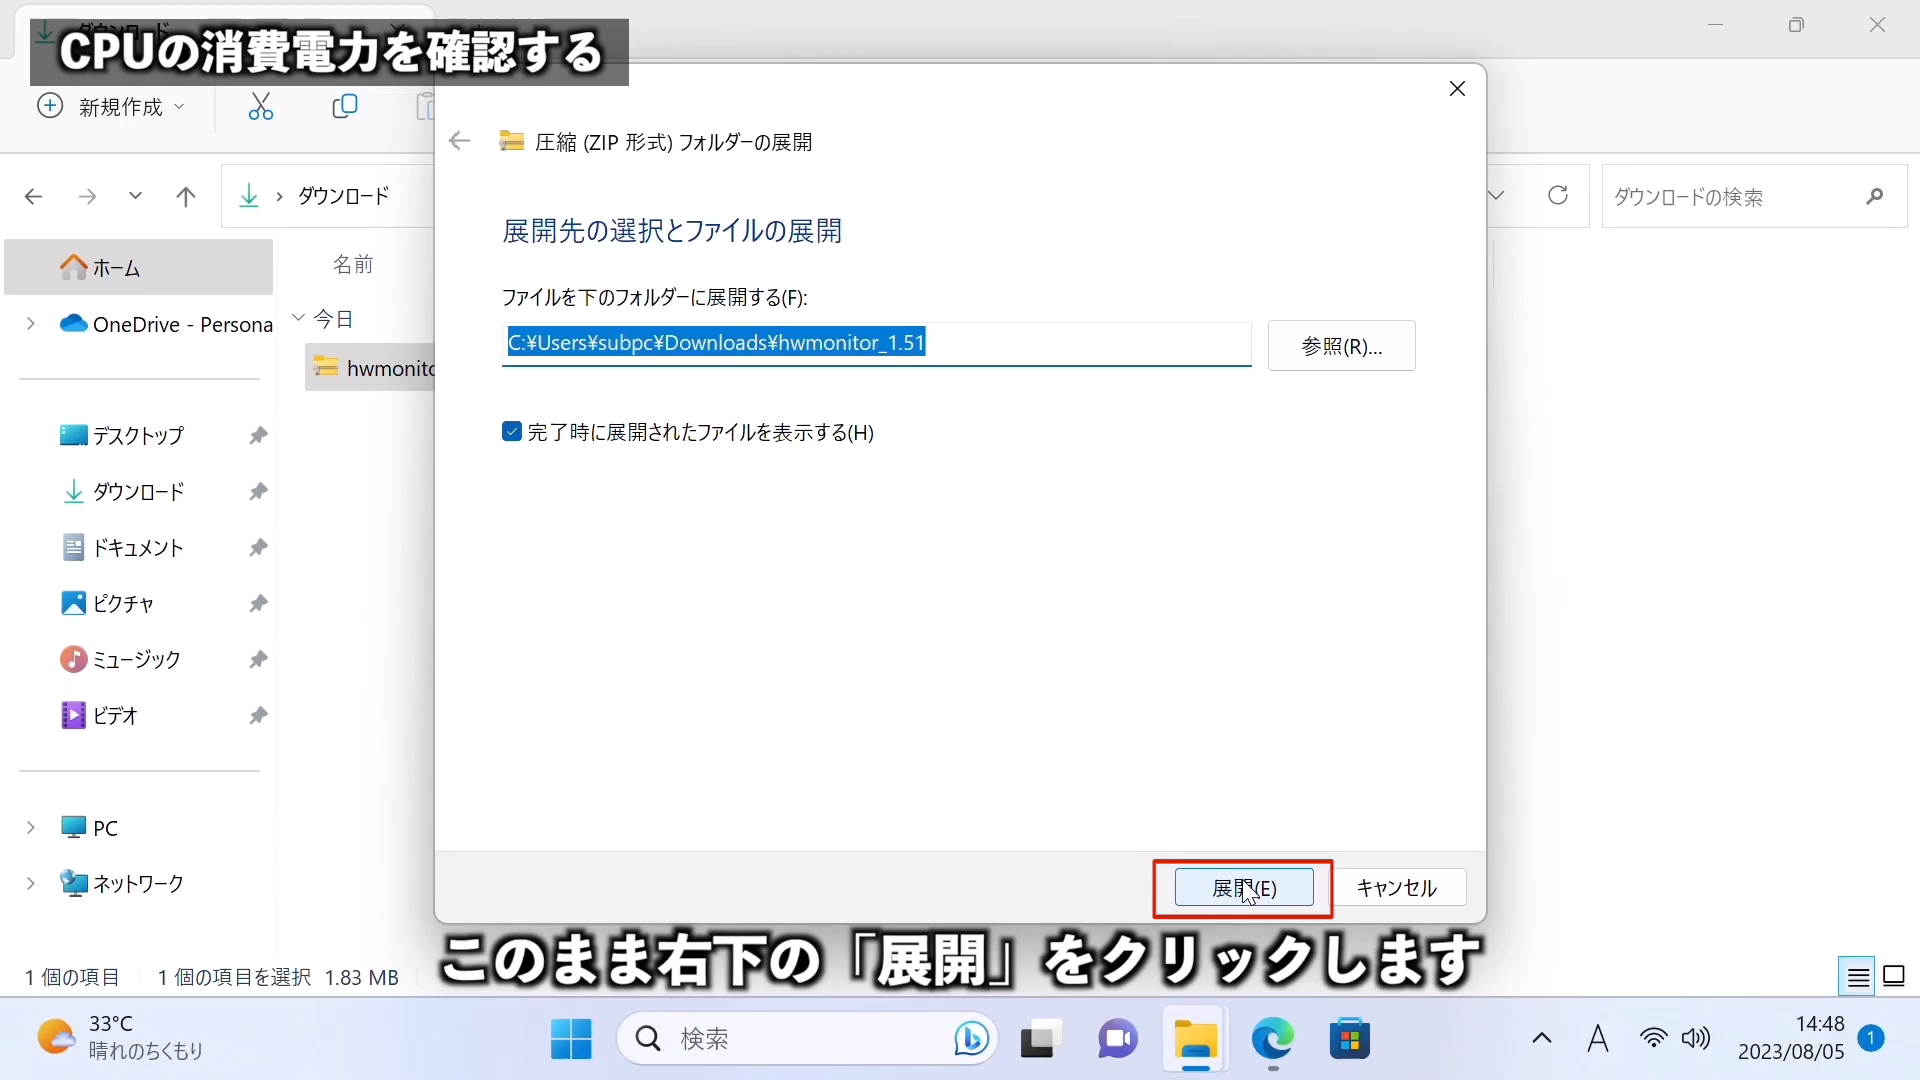 CPUの消費電力を確認する
新規作成
圧縮 (ZIP 形式) フォルダーの展開
ダウンロード
ダウンロードの検索
展開先の選択とファイルの展開
ホーム
名前
ファイルを下のフォルダーに展開する(F):
OneDrive - Persona
今日
C:¥Users¥subpc¥Downloads¥hwmonitor_1.51
参照(R)...
hwmonito
デスクトップ
完了時に展開されたファイルを表示する(H)
ダウンロード
ドキュメント
ピクチャ
ミュージック
ビデオ
PC
ネットワーク
展開(E)
キャンセル
このまま右下の「展開」をクリックします
1 個の項目
1 個の項目を選択 1.83 MB
33°C
晴れのちくもり
検索
A
14:48
2023/08/05
1